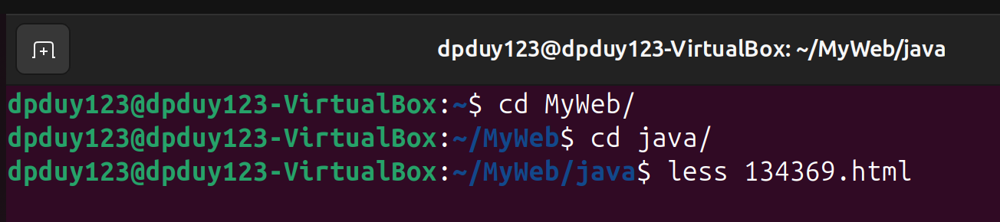 dpduy123@dpduy123-VirtualBox: ~/MyWeb/java
dpduy123@dpduy123-VirtualBox:~$ cd MyWeb/
dpduy123@dpduy123-VirtualBox:~/MyWeb$ cd java/
dpduy123@dpduy123-VirtualBox:~/MyWeb/java$ less 134369.html